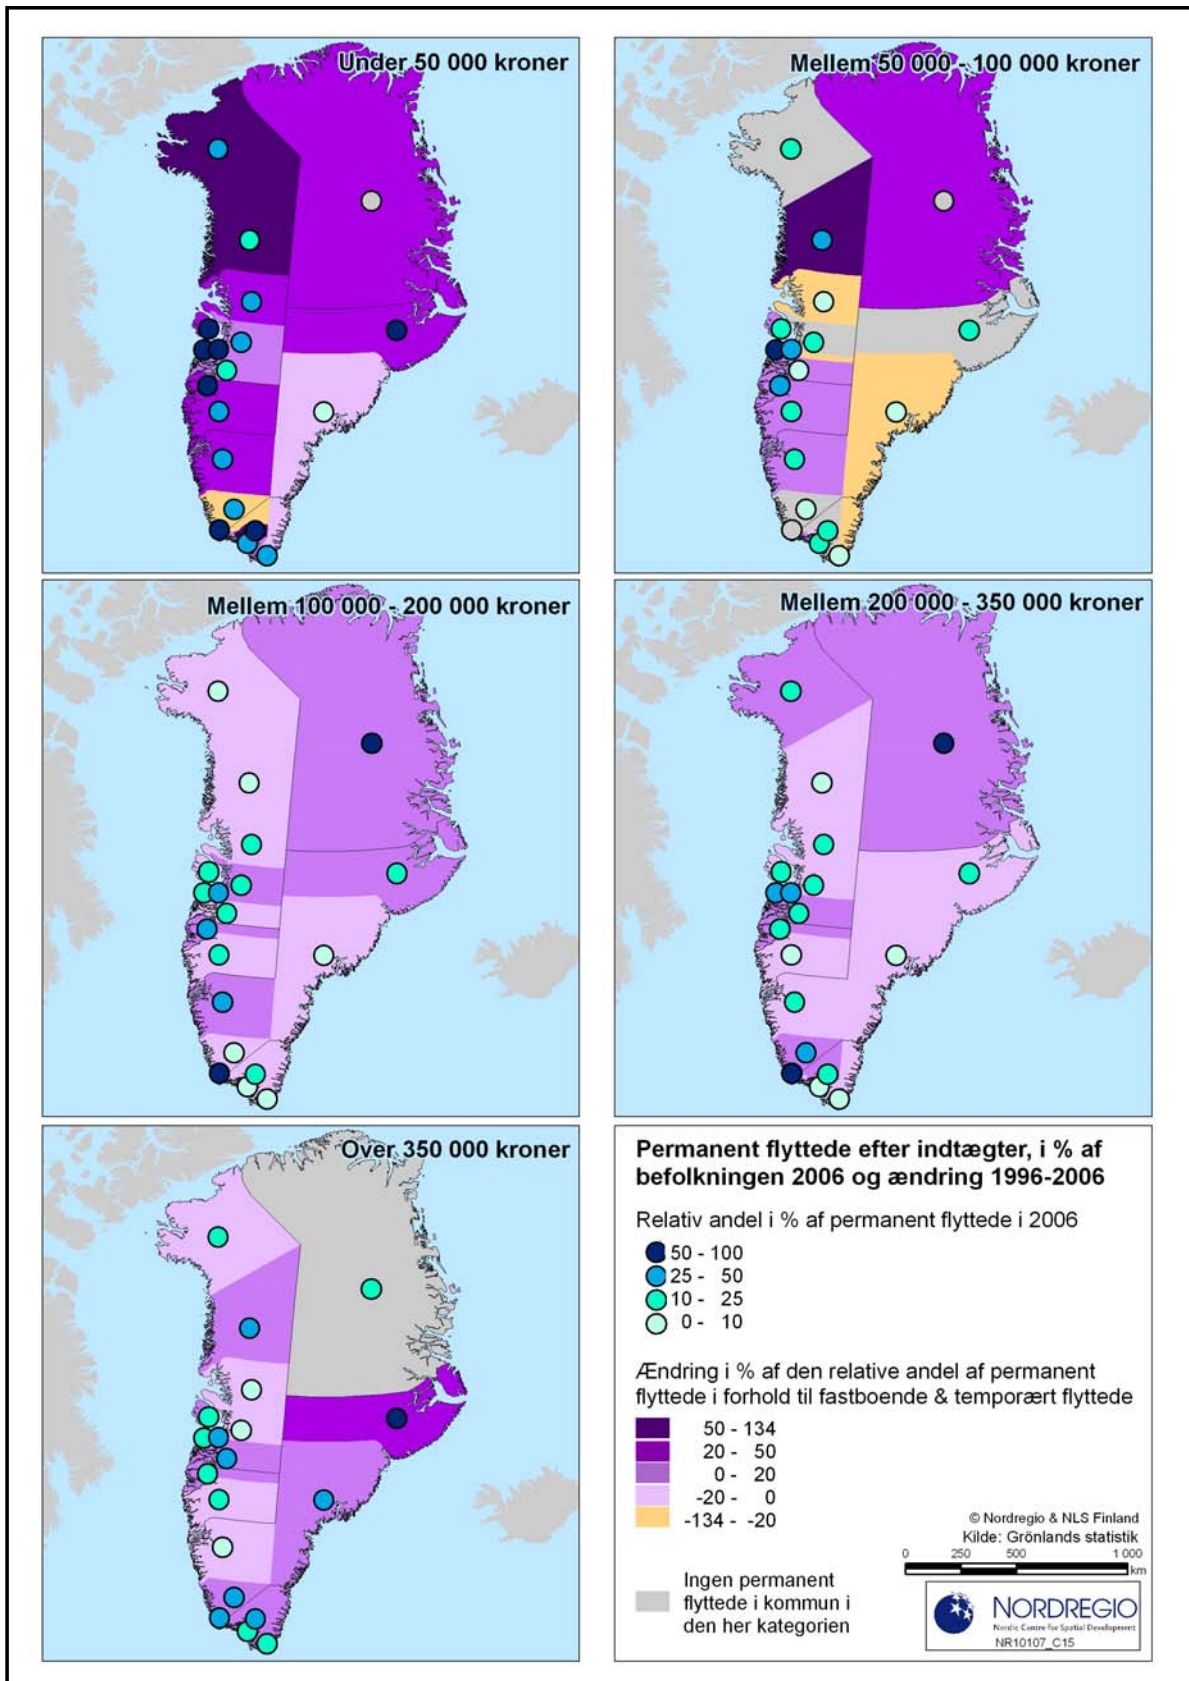 Under 50 000 kroner
Mellem 50 000 - 100 000 kroner
Mellem 100 000 - 200 000 kroner
Mellem 200 000 - 350 000 kroner
Over 350 000 kroner
Permanent flyttede efter indtægter, i % af
befolkningen 2006 og ændring 1996-2006
Relativ andel i % af permanent flyttede i 2006
50 - 100
25 - 50
10 - 25
0 - 10
Ændring i % af den relative andel af permanent
flyttede i forhold til fastboende & temporært flyttede
50 - 134
20 - 50
0 - 20
-20 - 0
-134 - -20
Ingen permanent
flyttede i kommun i
den her kategorien
© Nordregio & NLS Finland
Kilde: Grönlands statistik
0 250 500 1 000
km
NORDREGIO
Nordic Centre for Spatial Development
NR10107_C15